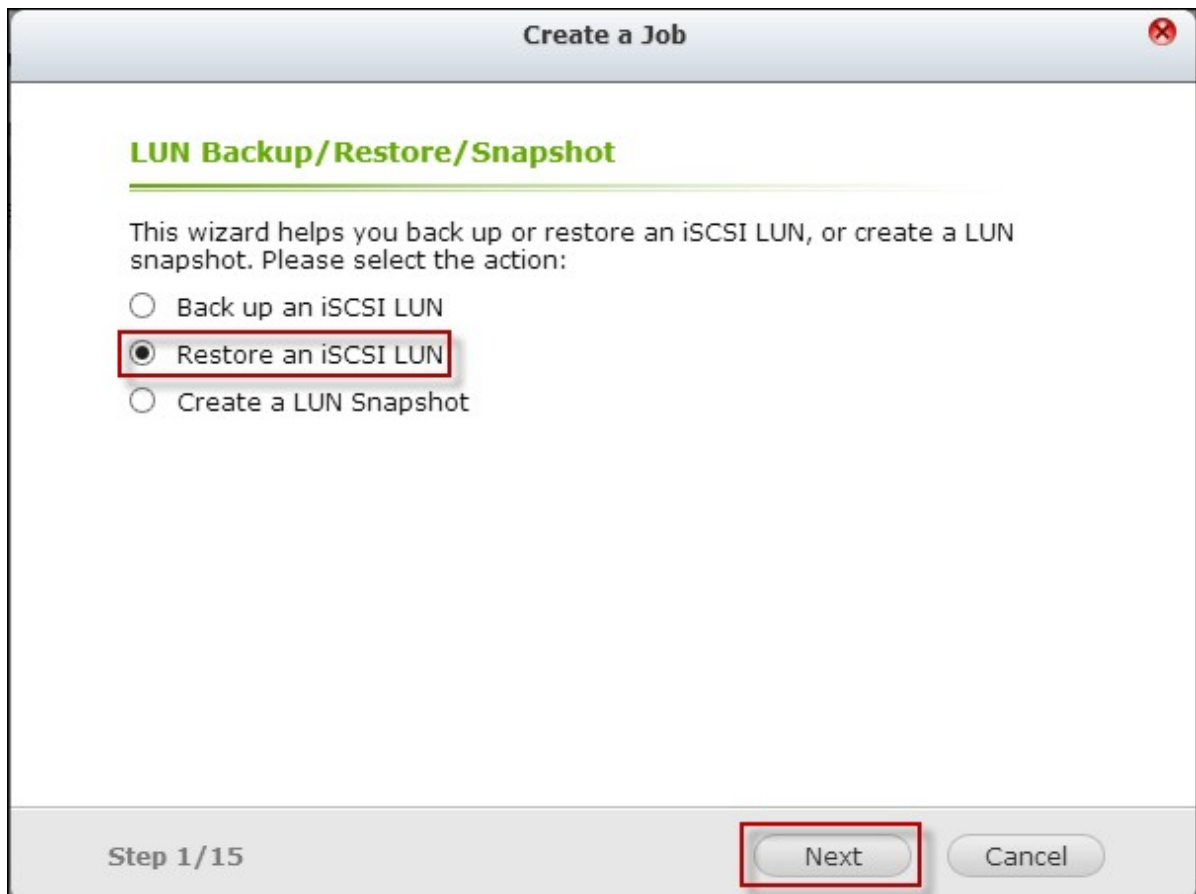 Create a Job
LUN Backup/Restore/Snapshot
This wizard helps you back up or restore an iSCSI LUN, or create a LUN
snapshot. Please select the action:
Back up an iSCSI LUN
Restore an iSCSI LUN
Create a LUN Snapshot
Step 1/15
Next
Cancel